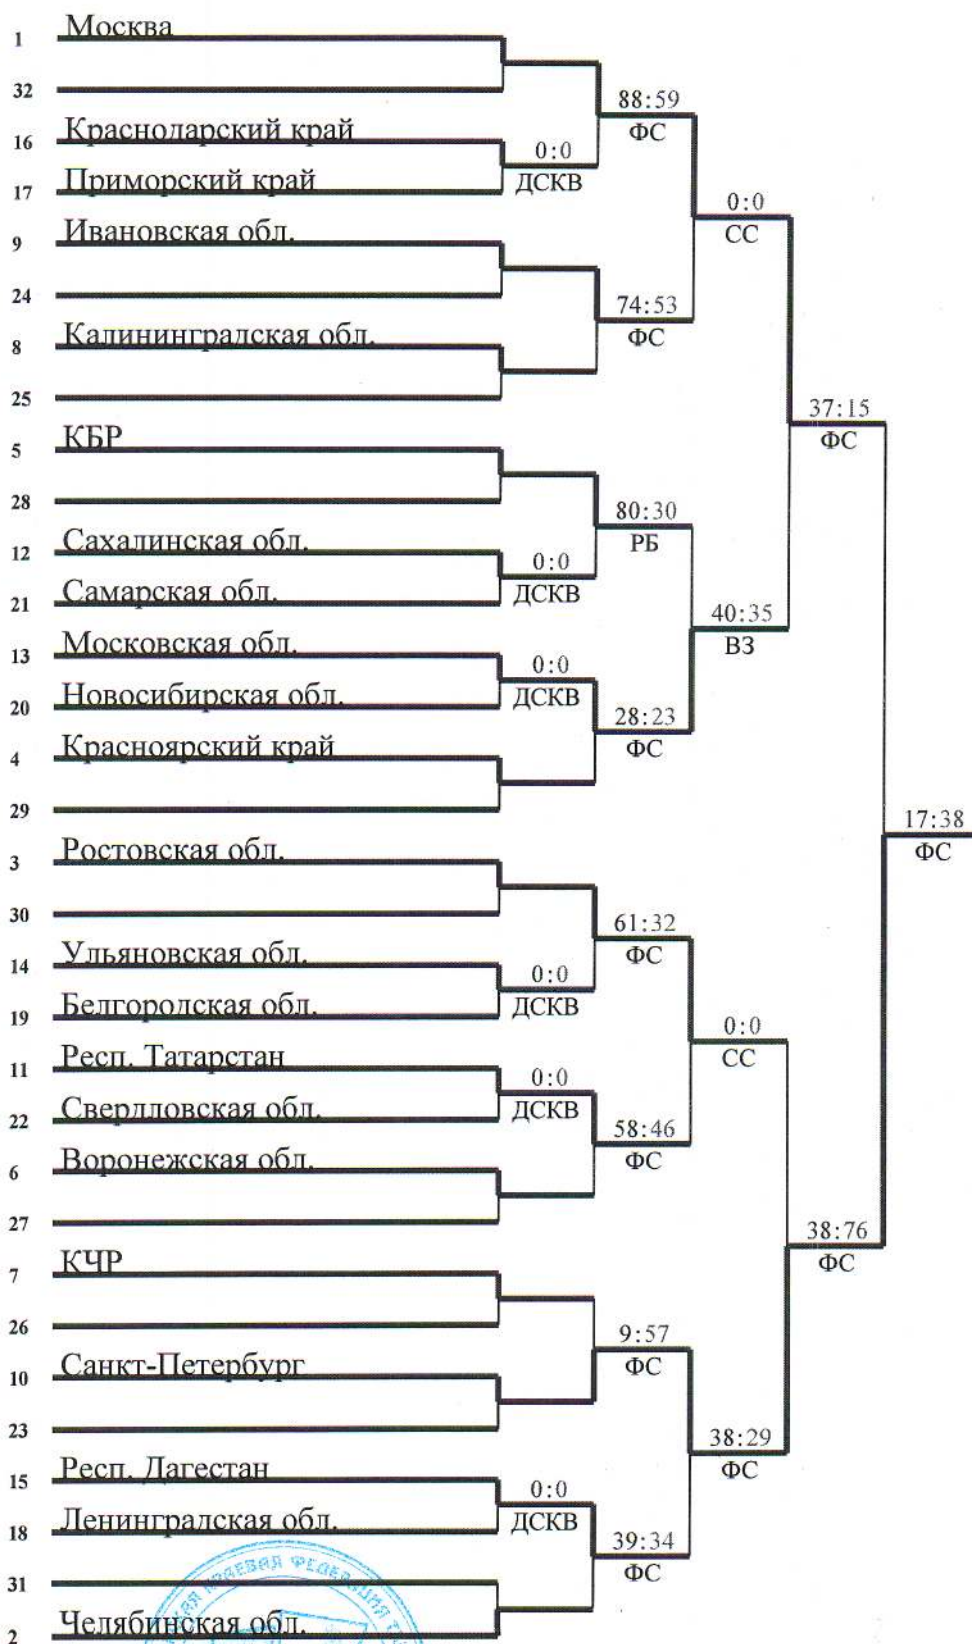 1 Москва
32
88:59
ФС
16 Краснодарский край
0:0
ДСКВ
17 Приморский край
0:0
СС
9 Ивановская обл.
24
74:53
ФС
8 Калининградская обл.
25
37:15
ФС
5 КБР
28
80:30
РБ
12 Сахалинская обл.
0:0
ДСКВ
21 Самарская обл.
40:35
ВЗ
13 Московская обл.
0:0
ДСКВ
20 Новосибирская обл.
28:23
ФС
4 Красноярский край
29
17:38
ФС
3 Ростовская обл.
30
61:32
ФС
14 Ульяновская обл.
0:0
ДСКВ
19 Белгородская обл.
0:0
СС
11 Респ. Татарстан
0:0
ДСКВ
22 Свердловская обл.
58:46
ФС
6 Воронежская обл.
27
38:76
ФС
7 КЧР
26
9:57
ФС
10 Санкт-Петербург
23
38:29
ФС
15 Респ. Дагестан
0:0
ДСКВ
18 Ленинградская обл.
39:34
ФС
31
2 Челябинская обл.